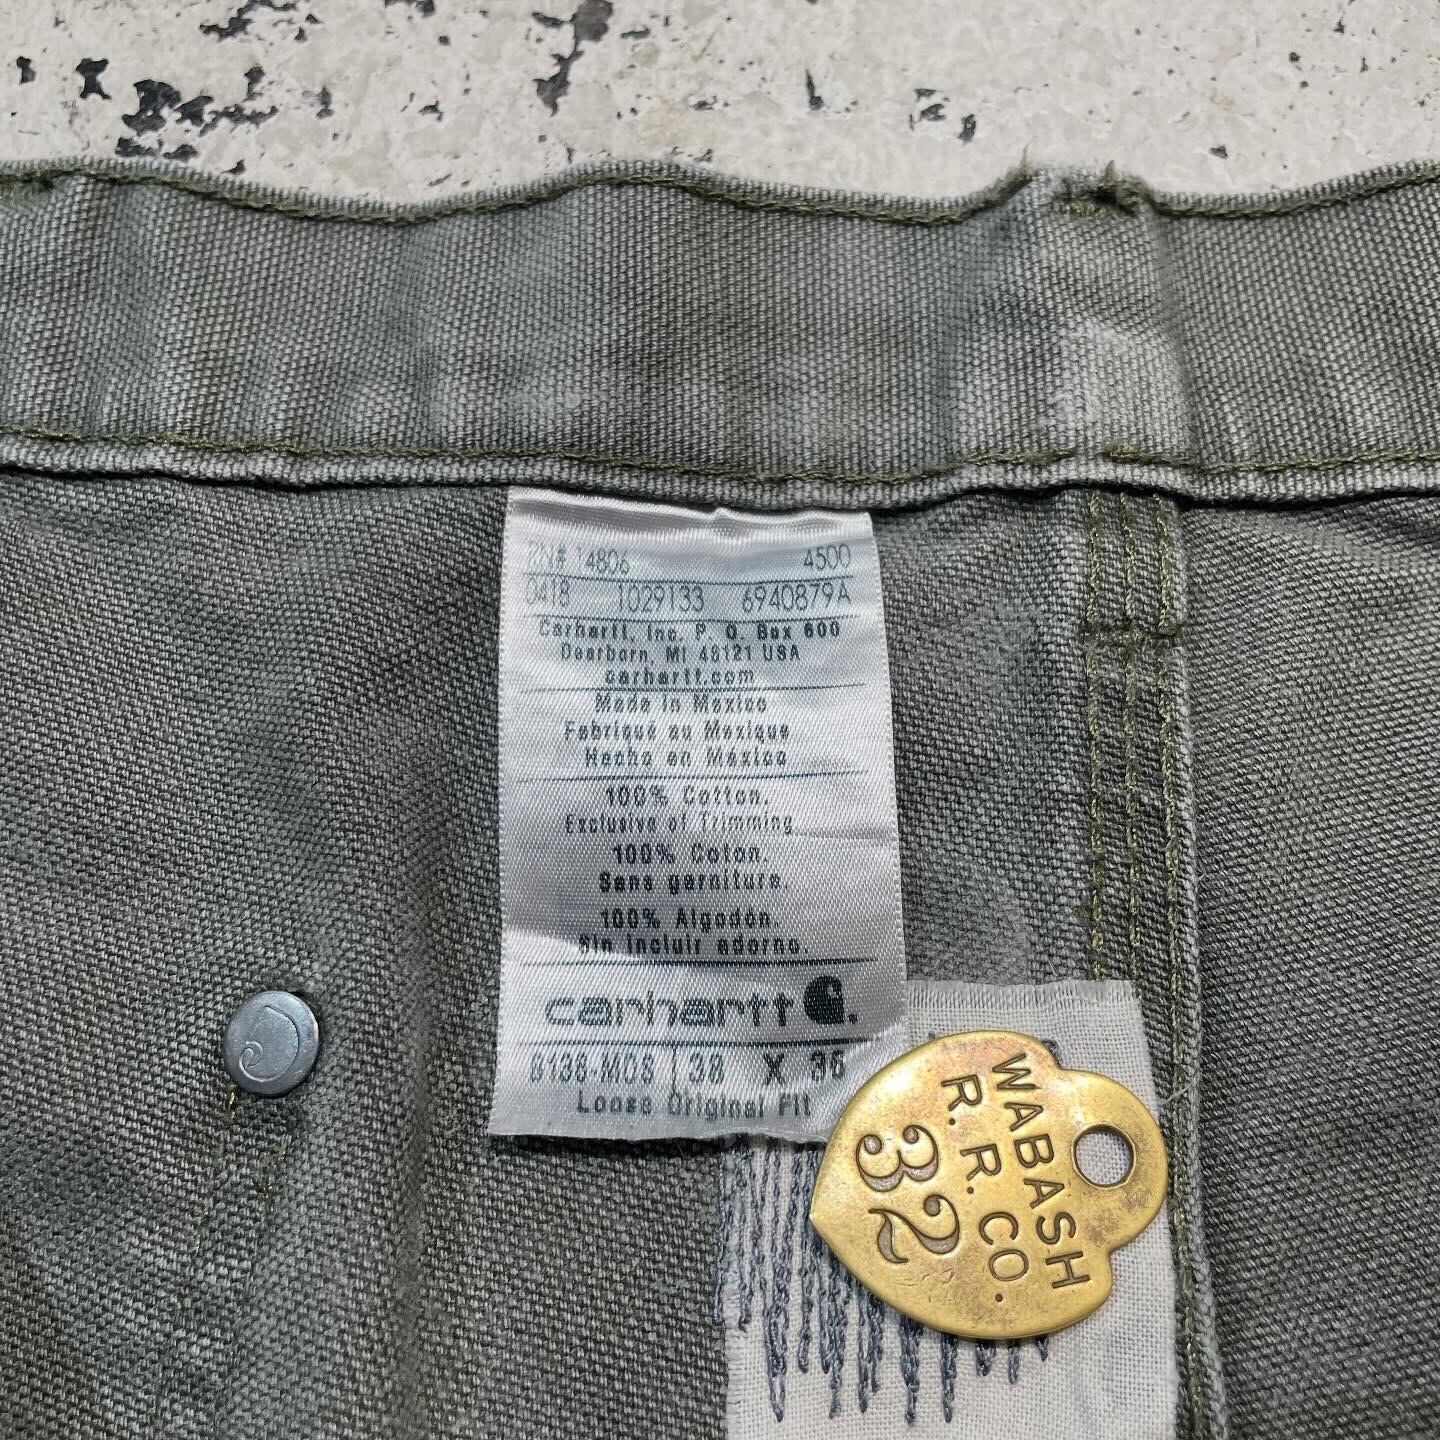 RN# 14806 4500
0418 1029133 6940879A
Carhartt, Inc. P. O. Box 600
Dearborn, MI 48121 USA
carhartt.com
Made in Mexico
Fabriqué au Mexique
Hecho en Mexico
100% Cotton.
Exclusive of Trimming
100% Coton.
Sans garniture.
100% Algodón.
Sin incluir adorno.
carhartt
B136-MOS 38 X 36
Loose Original Fit
WABASH
R. R. CO.
32